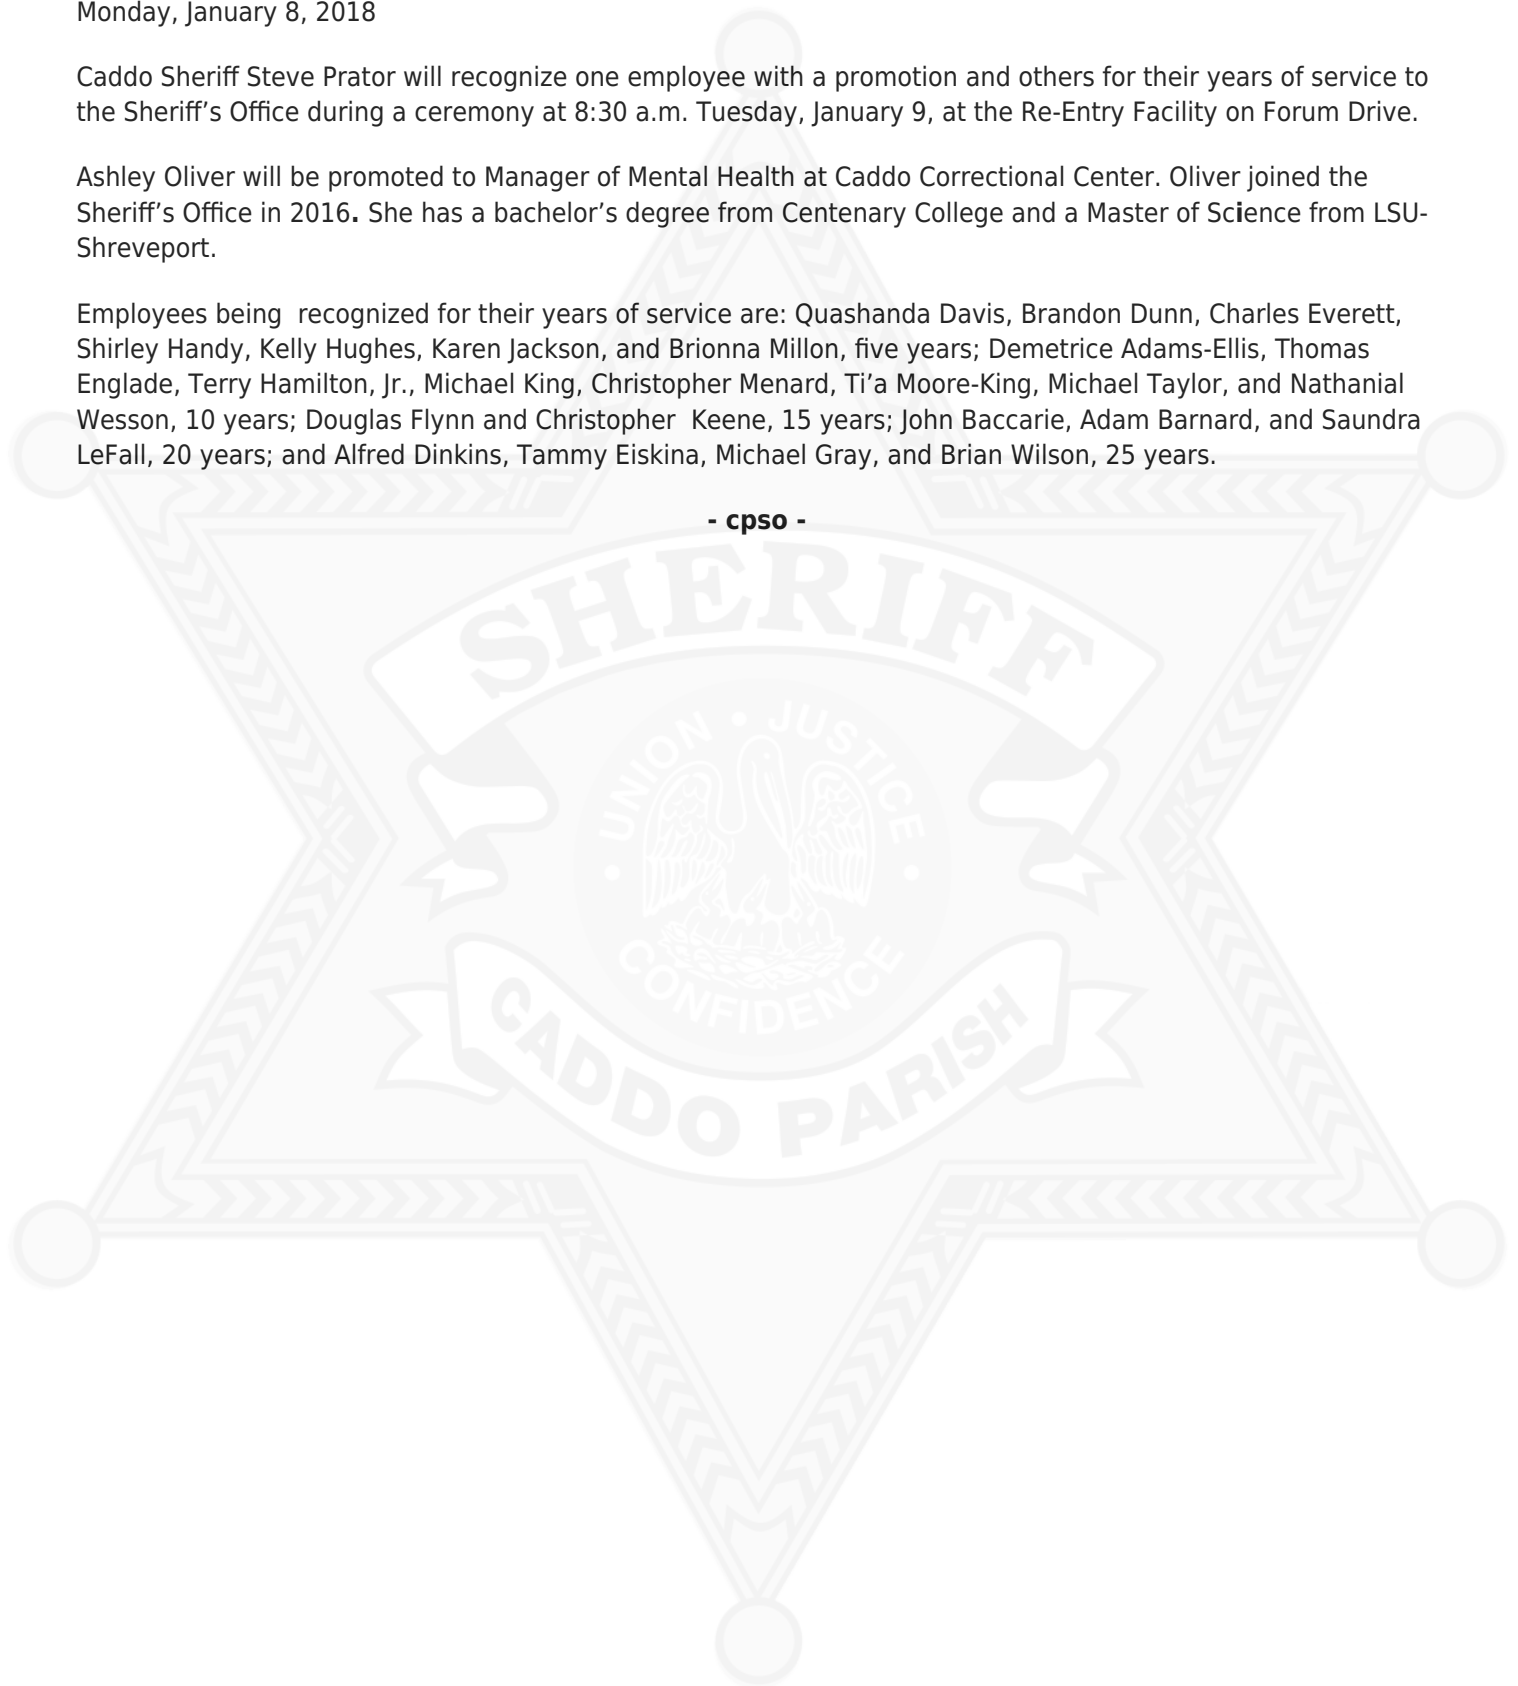 Monday, January 8, 2018
Caddo Sheriff Steve Prator will recognize one employee with a promotion and others for their years of service to
the Sheriff’s Office during a ceremony at 8:30 a.m. Tuesday, January 9, at the Re-Entry Facility on Forum Drive.
Ashley Oliver will be promoted to Manager of Mental Health at Caddo Correctional Center. Oliver joined the
Sheriff’s Office in 2016. She has a bachelor’s degree from Centenary College and a Master of Science from LSU-
Shreveport.
Employees being  recognized for their years of service are: Quashanda Davis, Brandon Dunn, Charles Everett,
Shirley Handy, Kelly Hughes, Karen Jackson, and Brionna Millon, five years; Demetrice Adams-Ellis, Thomas
Englade, Terry Hamilton, Jr., Michael King, Christopher Menard, Ti’a Moore-King, Michael Taylor, and Nathanial
Wesson, 10 years; Douglas Flynn and Christopher  Keene, 15 years; John Baccarie, Adam Barnard, and Saundra
LeFall, 20 years; and Alfred Dinkins, Tammy Eiskina, Michael Gray, and Brian Wilson, 25 years.
- cpso -
SHERIFF
UNION • JUSTICE
• CONFIDENCE •
CADDO PARISH